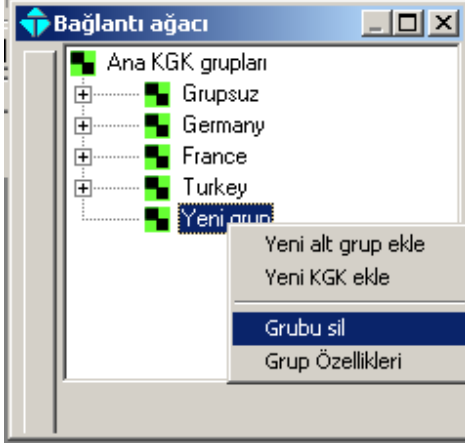 Bağlantı ağacı
Ana KGK grupları
Grupsuz
Germany
France
Turkey
Yeni grup
Yeni alt grup ekle
Yeni KGK ekle
Grubu sil
Grup Özellikleri